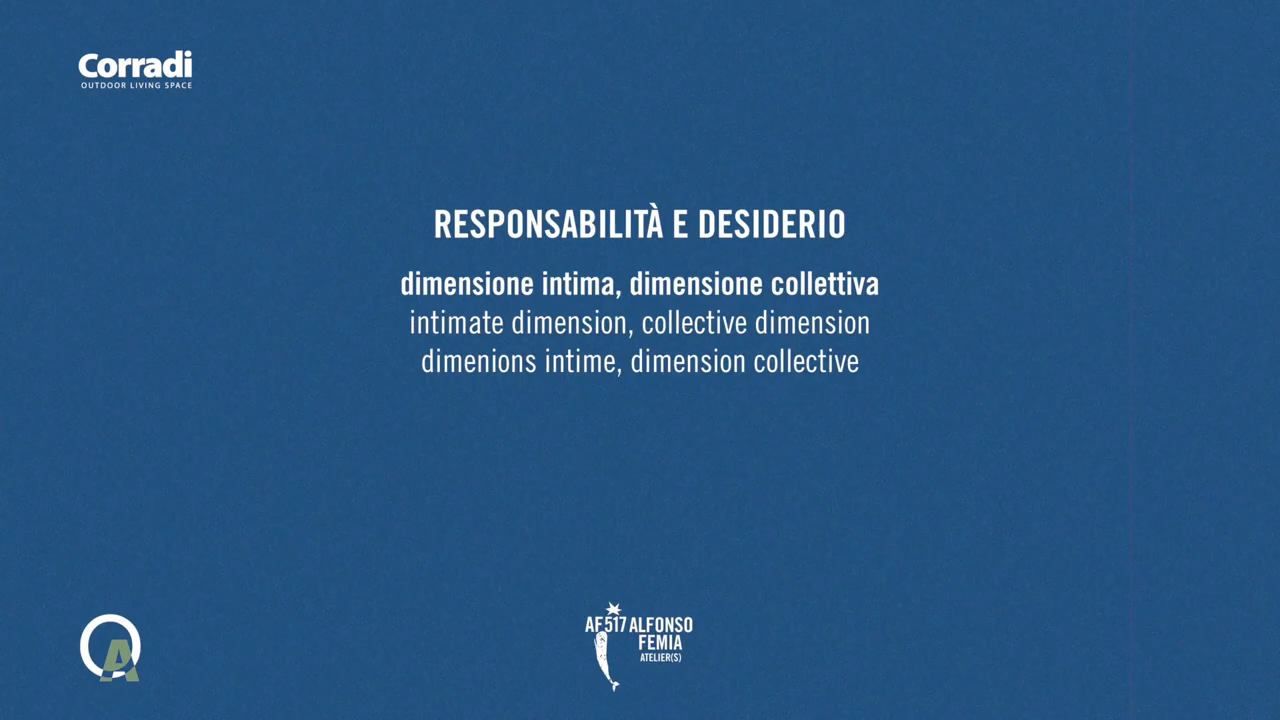 Corradi
OUTDOOR LIVING SPACE
RESPONSABILITÀ E DESIDERIO
dimensione intima, dimensione collettiva
intimate dimension, collective dimension
dimenions intime, dimension collective
OA
AF517 ALFONSO
FEMIA
ATELIER(S)